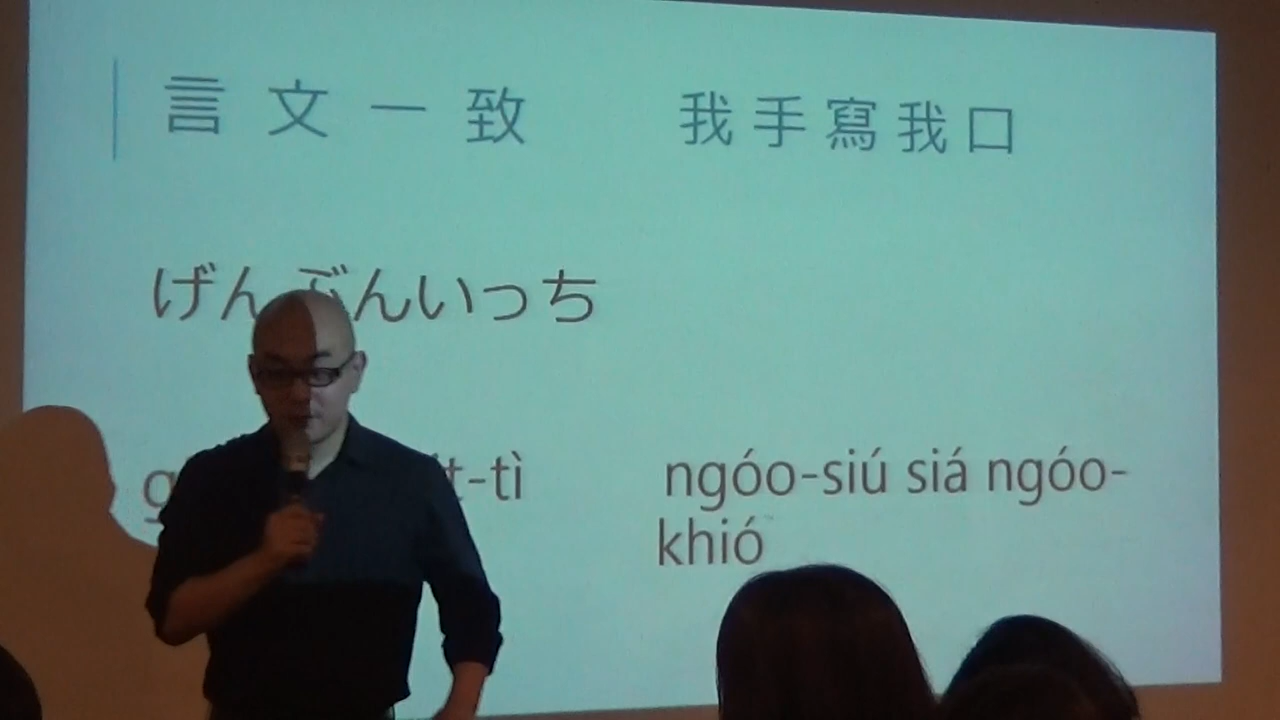 言文一致 我手寫我口
げんぶんいっち
t-tì ngóo-siú siá ngóo-
khió